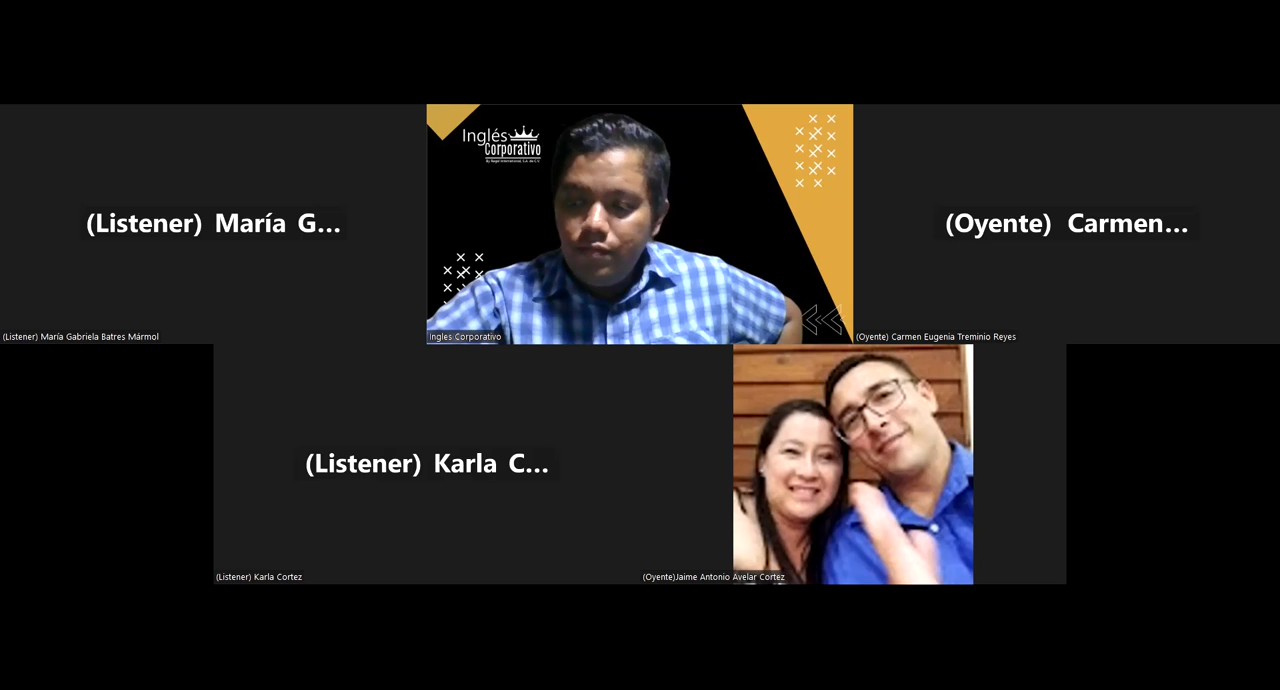 (Listener) María G...
(Listener) María Gabriela Batres Mármol
Inglés
Corporativo
Ingles Corporativo
(Oyente) Carmen...
(Oyente) Carmen Eugenia Treminio Reyes
(Listener) Karla C...
(Listener) Karla Cortez
(Oyente)Jaime Antonio Avelar Cortez